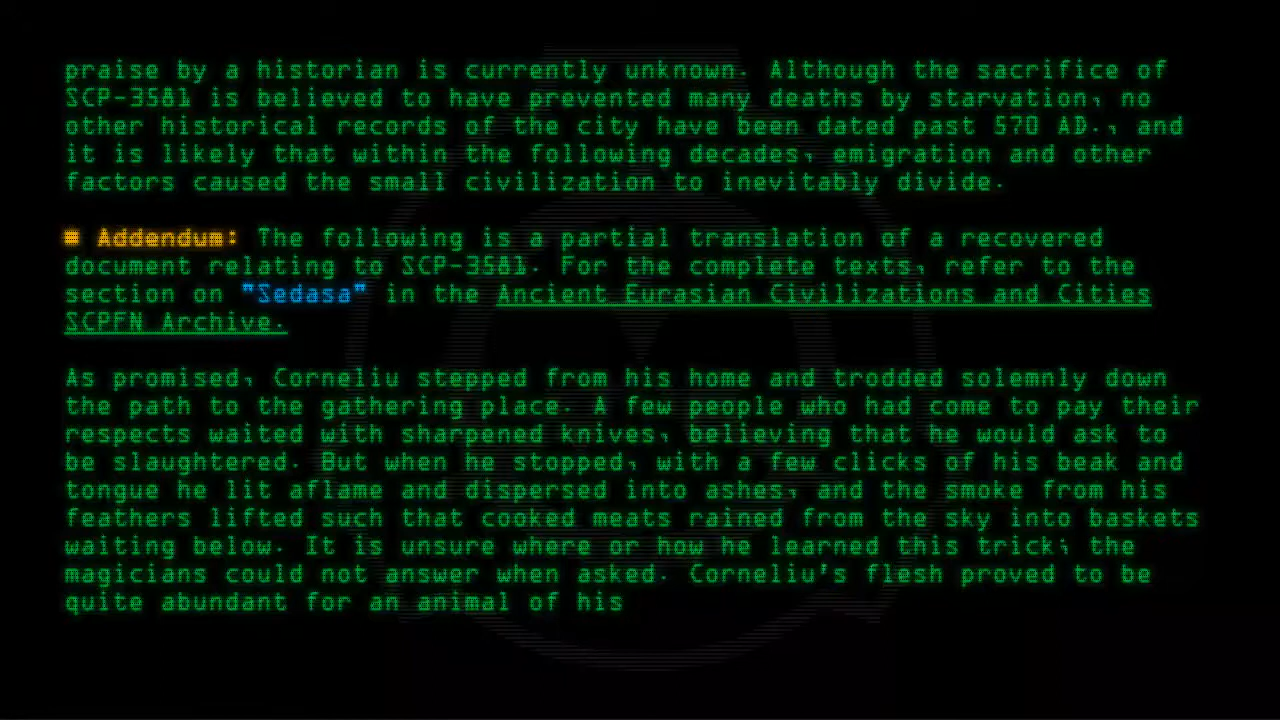 praise by a historian is currently unknown. Although the sacrifice of
SCP-3581 is believed to have prevented many deaths by starvation, no
other historical records of the city have been dated past 570 AD., and
it is likely that within the following decades, emigration and other
factors caused the small civilization to inevitably divide.
■ Addendum: The following is a partial translation of a recovered
document relating to SCP-3581. For the complete texts, refer to the
section on "Sedasa" in the Ancient Eurasian Civilizations and Cities
SCPFN Archive.
As promised, Corneliu stepped from his home and trodded solemnly down
the path to the gathering place. A few people who had come to pay their
respects waited with sharpened knives, believing that he would ask to
be slaughtered. But when he stopped, with a few clicks of his beak and
tongue he lit aflame and dispersed into ashes, and the smoke from his
feathers lifted such that cooked meats rained from the sky into baskets
waiting below. It is unsure where or how he learned this trick; the
magicians could not answer when asked. Corneliu's flesh proved to be
quite abundant for an animal of his